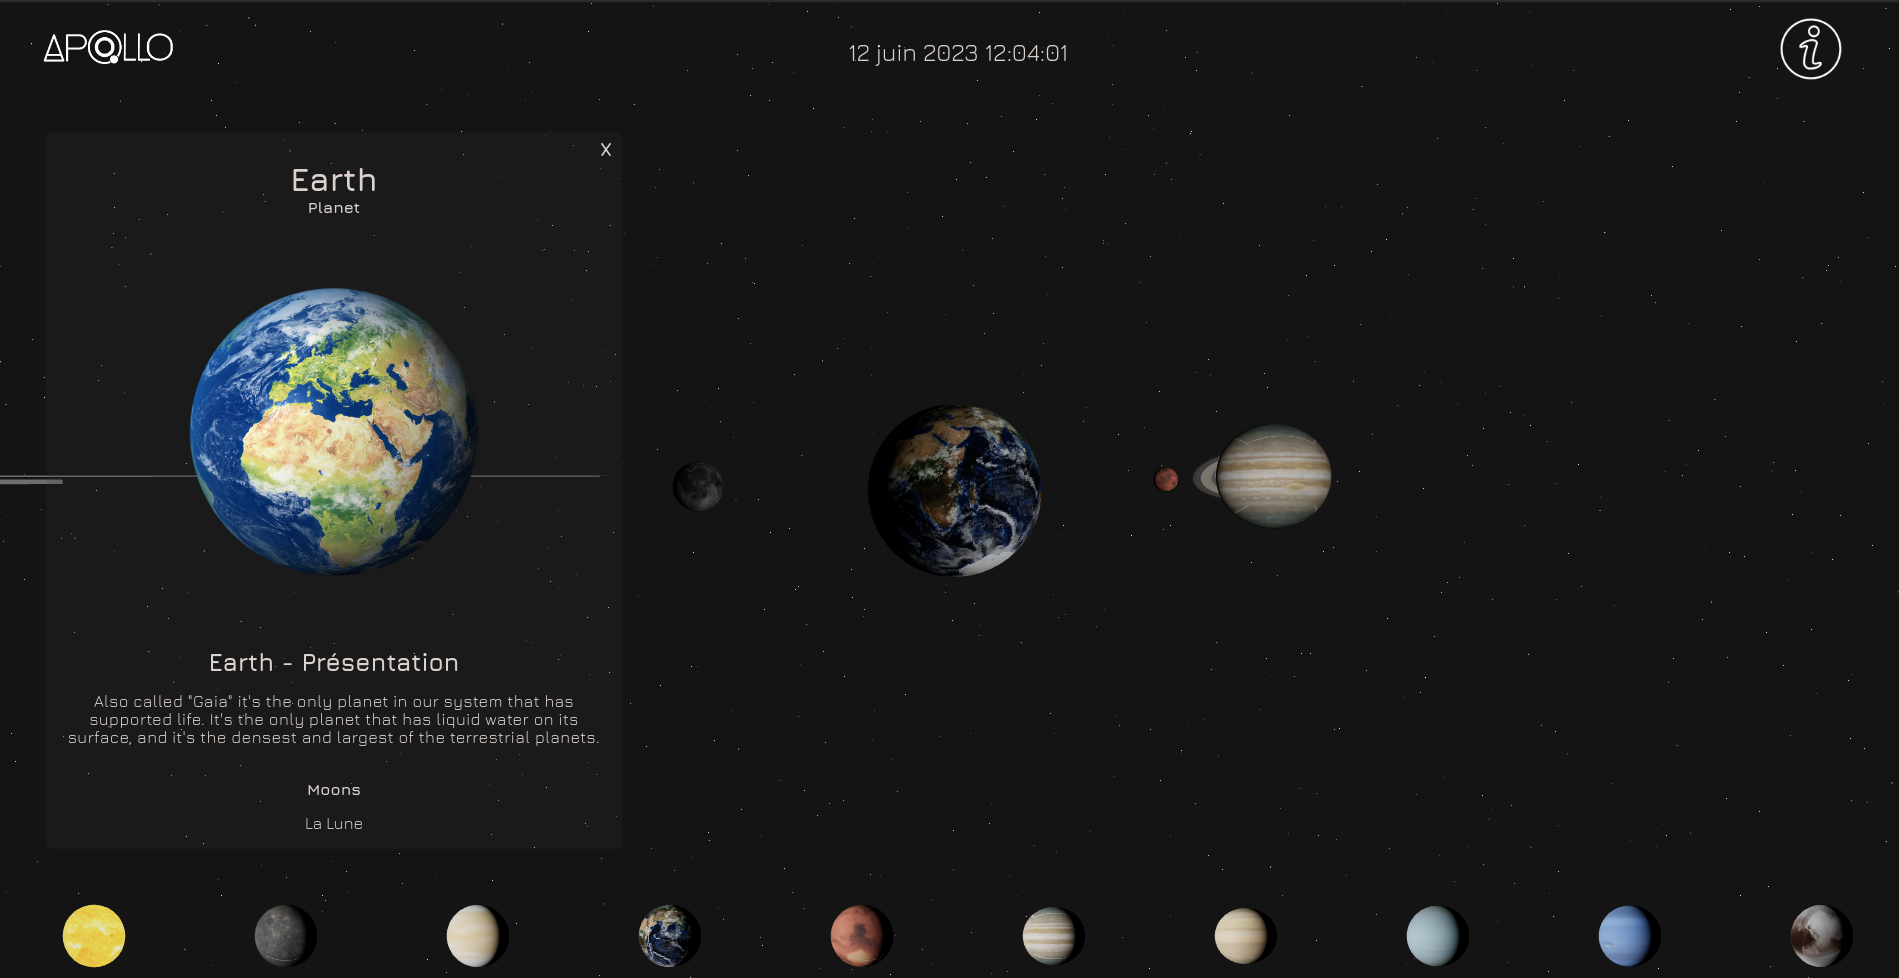 APOLLO
12 juin 2023 12:04:01
i
X
Earth
Planet
Earth - Présentation
Also called "Gaia" it's the only planet in our system that has
supported life. It's the only planet that has liquid water on its
surface, and it's the densest and largest of the terrestrial planets.
Moons
La Lune